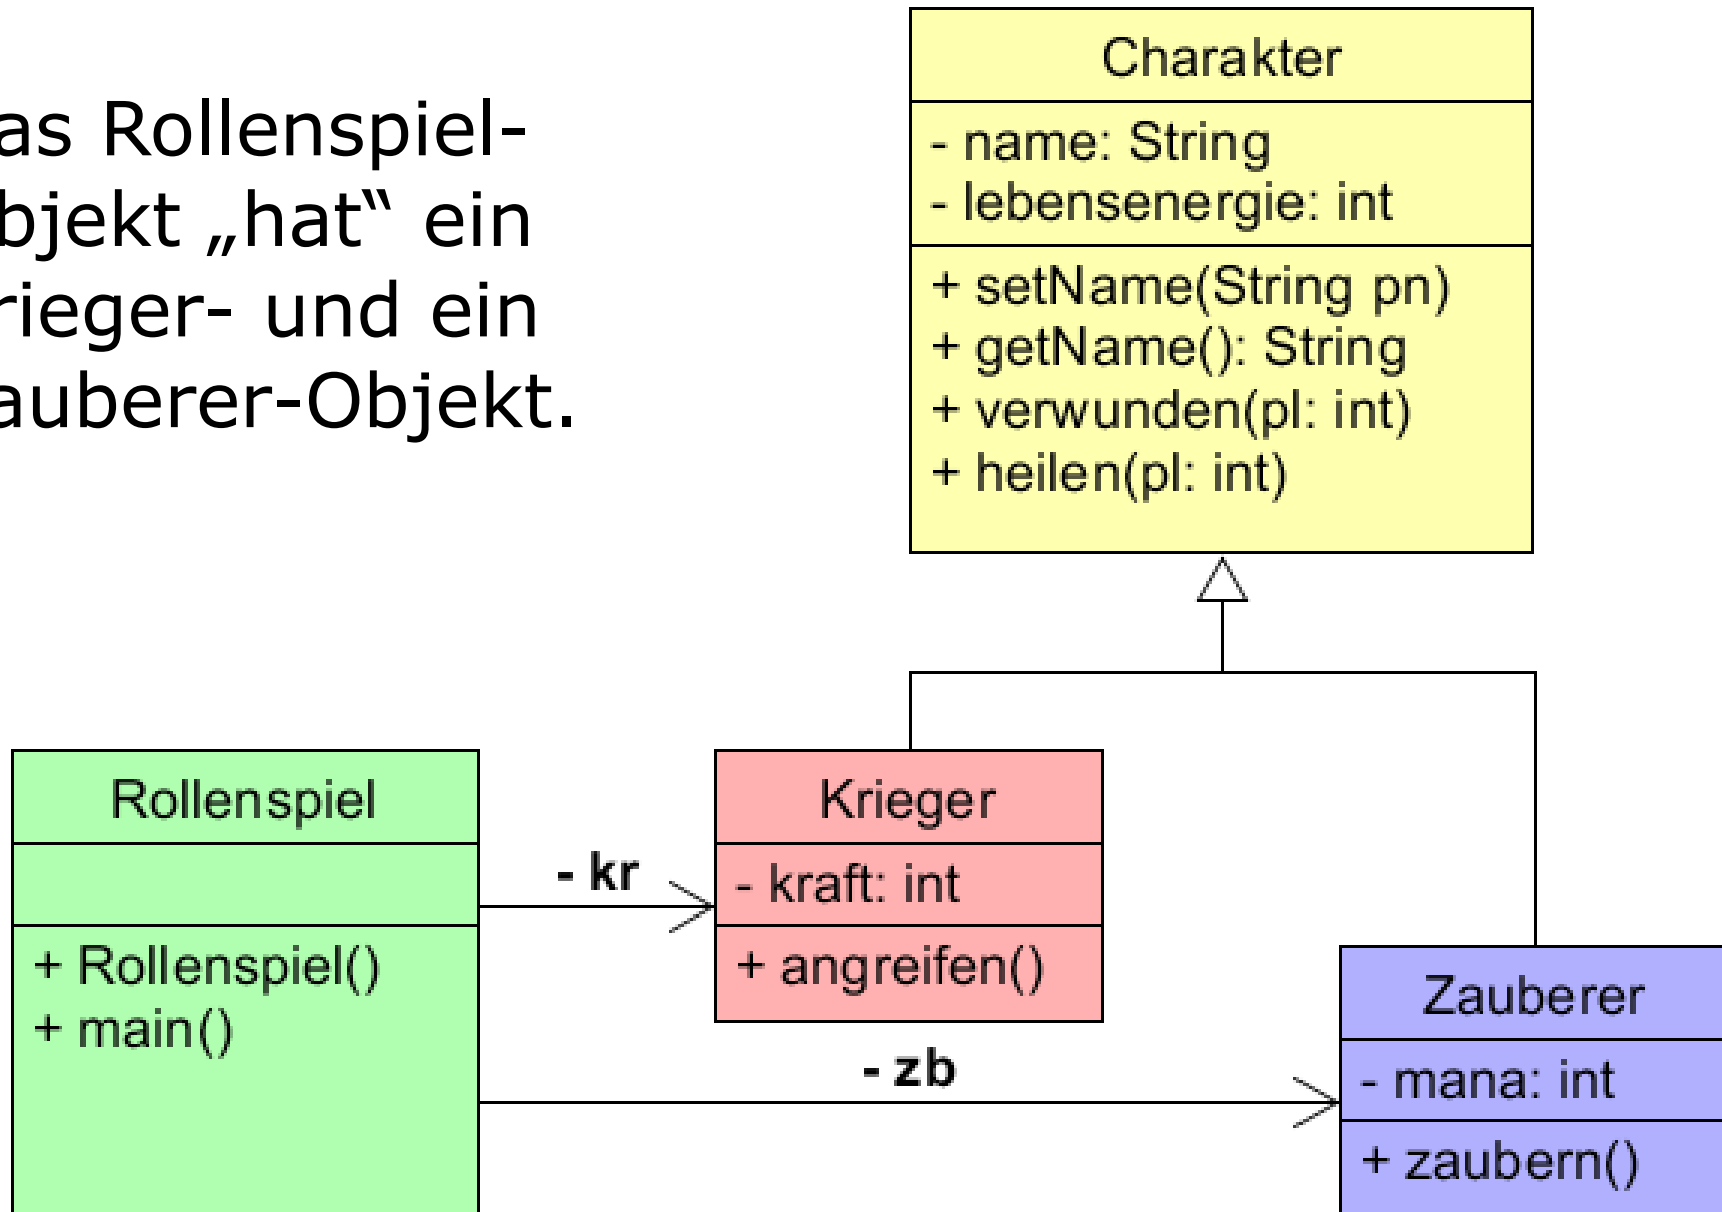 as Rollenspiel-
bjekt „hat“ ein
rieger- und ein
auberer-Objekt.
Charakter
- name: String
- lebensenergie: int
+ setName(String pn)
+ getName(): String
+ verwunden(pl: int)
+ heilen(pl: int)
Rollenspiel
+ Rollenspiel()
+ main()
- kr
Krieger
- kraft: int
+ angreifen()
- zb
Zauberer
- mana: int
+ zaubern()